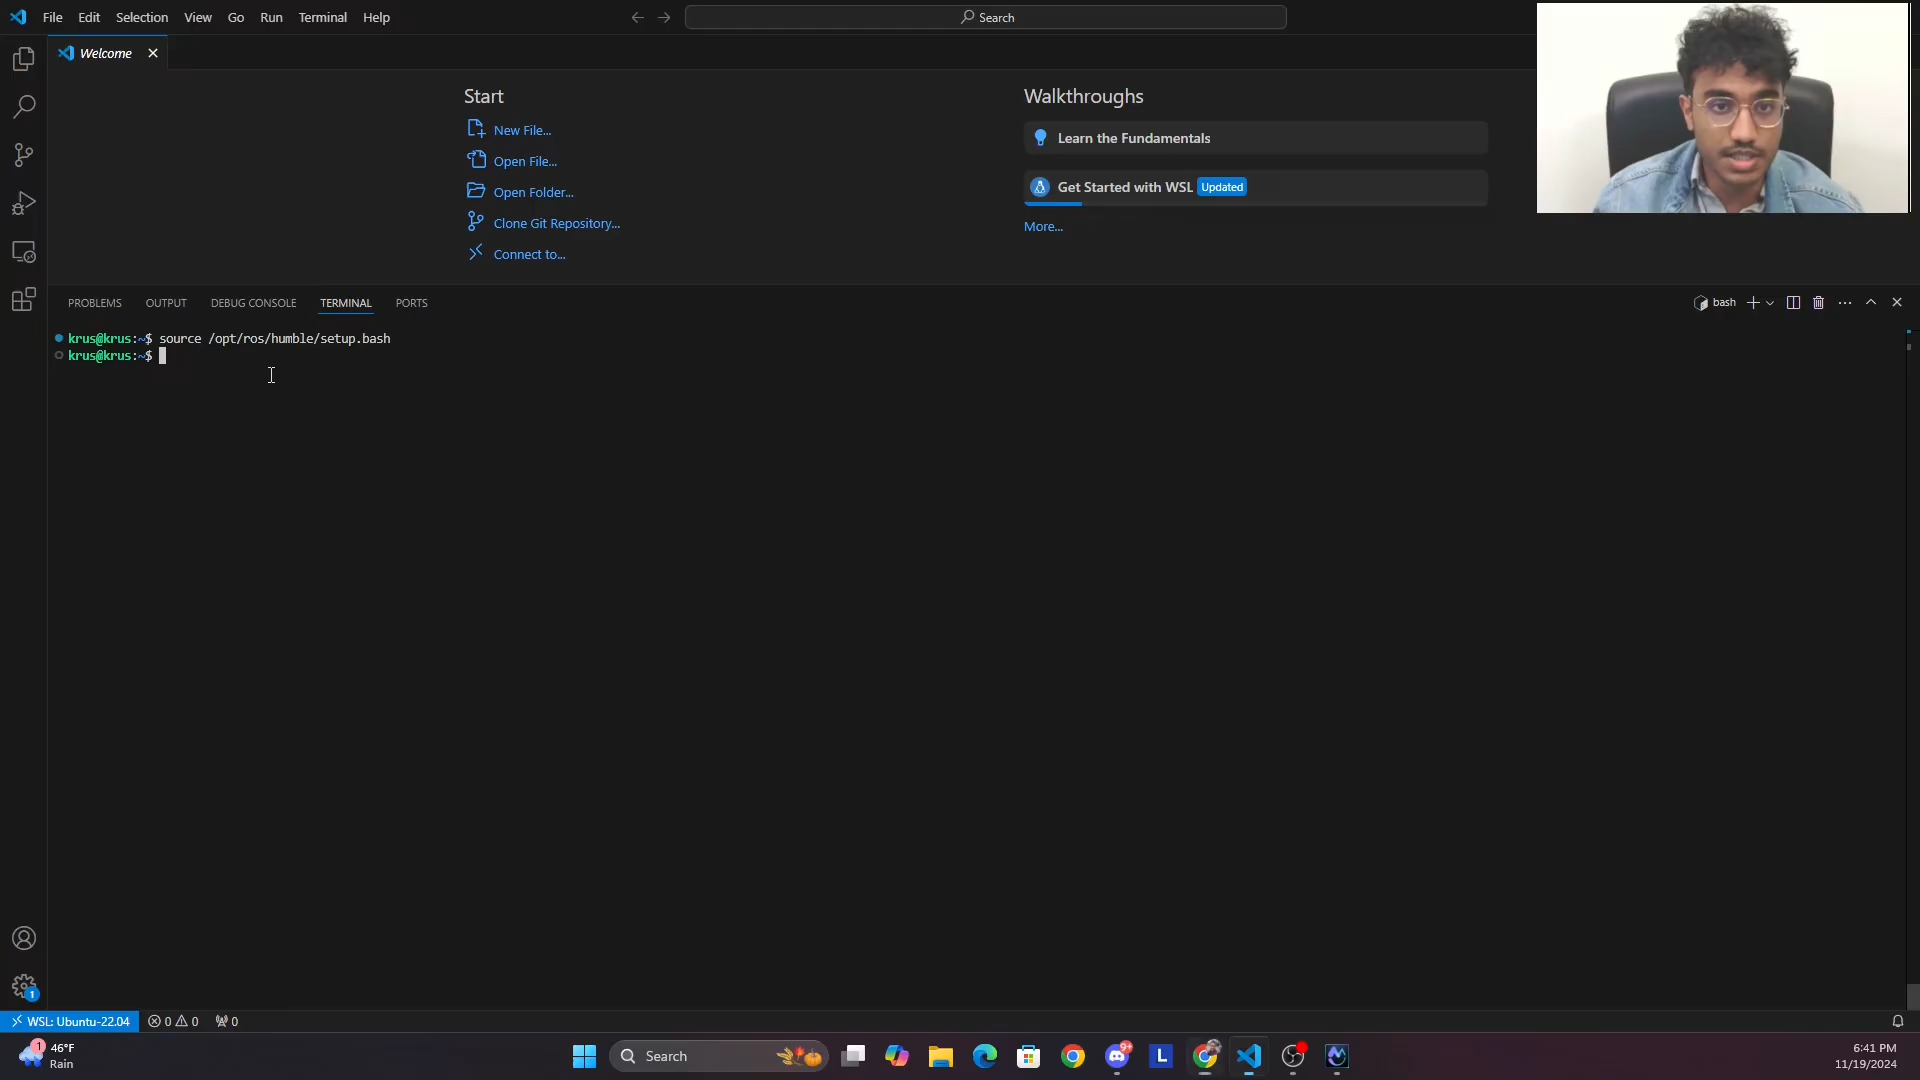 File Edit Selection View Go Run Terminal Help
Search
Welcome
Start
New File...
Open File...
Open Folder...
Clone Git Repository...
Connect to...
Walkthroughs
Learn the Fundamentals
Get Started with WSL Updated
More...
PROBLEMS OUTPUT DEBUG CONSOLE TERMINAL PORTS
bash
krus@krus:~$ source /opt/ros/humble/setup.bash
krus@krus:~$
1
WSL: Ubuntu-22.04 0 0 0
1
46°F
Rain
Search
9+
L
6:41 PM
11/19/2024